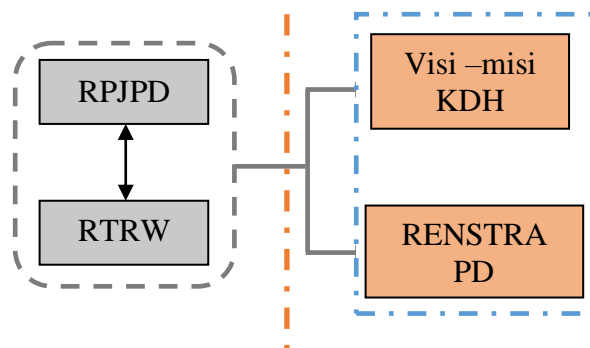 RPJPD
RTRW
Visi –misi
KDH
RENSTRA
PD